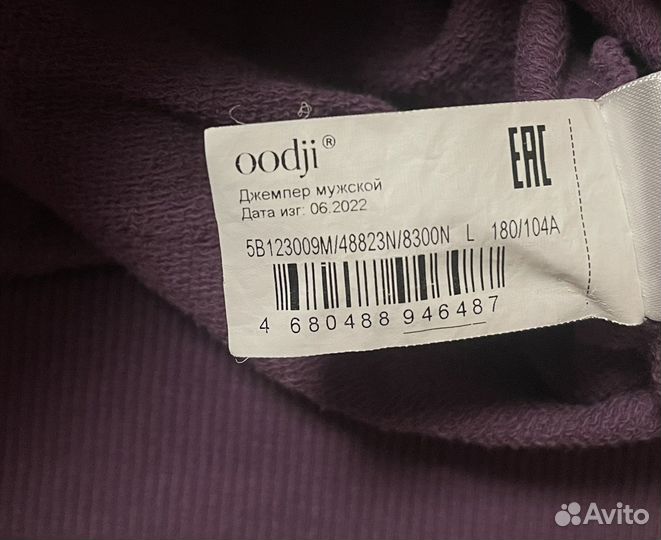 oodji®
EAC
Джемпер мужской
Дата изг: 06.2022
5B123009M/48823N/8300N L 180/104A
4 680488 946487
Avito